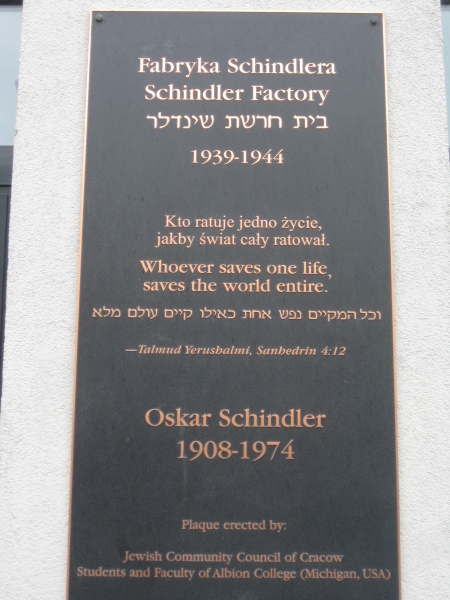 Fabryka Schindlera
Schindler Factory
בית חרשת שינדלר
1939-1944
Kto ratuje jedno życie,
jakby świat cały ratował.
Whoever saves one life,
saves the world entire.
וכל המקיים נפש אחת כאילו קיים עולם מלא
—Talmud Yerushalmi, Sanhedrin 4:12
Oskar Schindler
1908-1974
Plaque erected by:
Jewish Community Council of Cracow
Students and Faculty of Albion College (Michigan, USA)